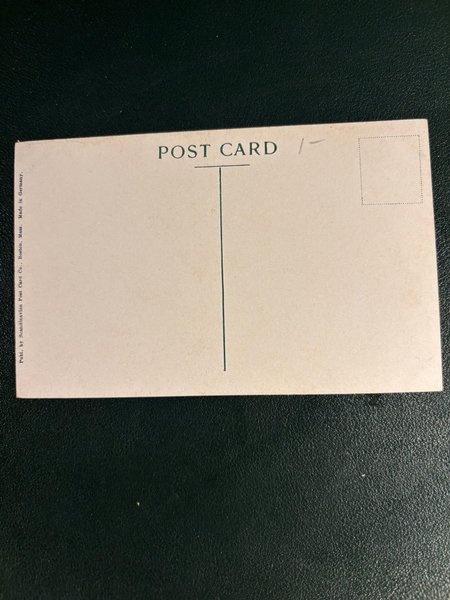 POST CARD
1-
Publ. by Scandinavian Post Card Co., Boston, Mass. Made in Germany.